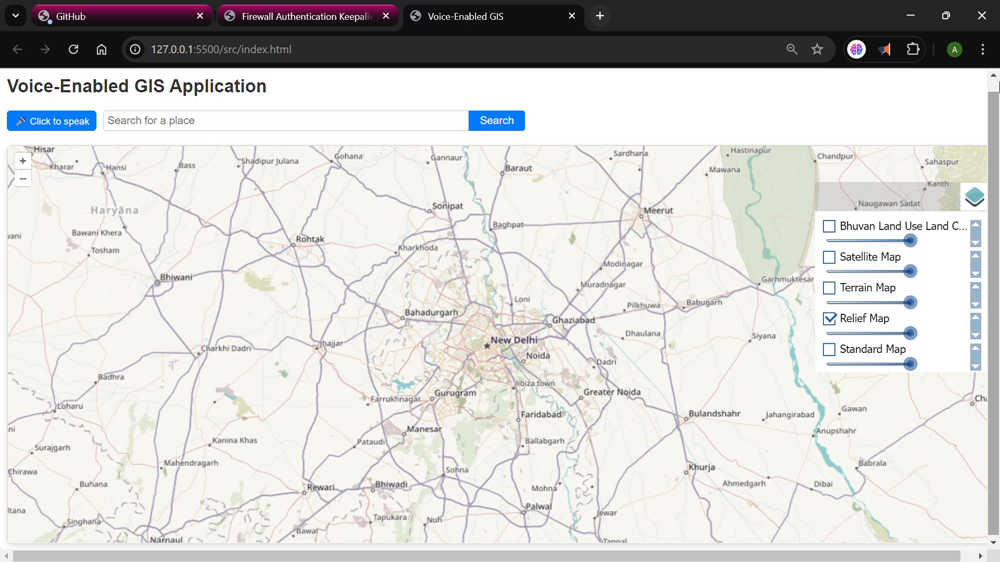 GitHub
Firewall Authentication Keepaliv
Voice-Enabled GIS
127.0.0.1:5500/src/index.html
A
Voice-Enabled GIS Application
Click to speak
Search for a place
Search
Hisar
Kharar
Hansi
Bass
Shadipur Julana
Gohana
Gannaur
Baraut
Sardhana
Mawana
Hastinapur
Chandpur
Sahaspur
Kanth
Naugawan Sadat
Haryāna
Sonipat
Meerut
Baghpat
Bawani Khera
wani
Tosham
Rohtak
Kharkhoda
Modinagar
Bhuvan Land Use Land C...
Satellite Map
Terrain Map
Relief Map
Standard Map
Bhiwani
Muradnagar
Garhmuktesar
Loni
Pilkhuwa
Babugarh
Bahadurgarh
Ghaziabad
Dhaulana
Siyana
New Delhi
Charkhi Dadri
Jhajjar
Noida
Dadri
Badhra
libiza town
Greater Noida
Gurugram
Farrukhnagar
Loharu
Cha
Gawan
Faridabad
Bulandshahr
Jahangirabad
Manesar
ni
Anupshahr
Kanina Khas
Pataudi
Ballabgarh
Surajgarh
Mahendragarh
Babrala
Khurja
Sohna
Chirawa
Buhana
Rewari
Bhiwadi
Mohna
Ahmedgarh
Dibai
Palwal
ltana
Singhana
Tapukara
Nuh
Jewar
Bawal
Narnaul
Tappal